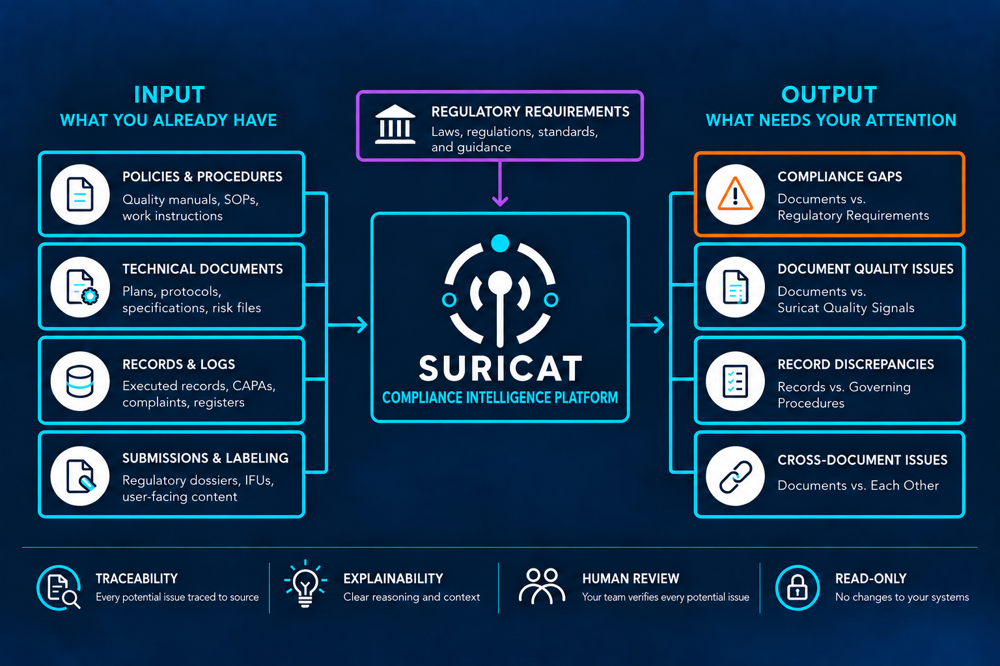 INPUT
WHAT YOU ALREADY HAVE
POLICIES & PROCEDURES
Quality manuals, SOPs,
work instructions
TECHNICAL DOCUMENTS
Plans, protocols,
specifications, risk files
RECORDS & LOGS
Executed records, CAPAs,
complaints, registers
SUBMISSIONS & LABELING
Regulatory dossiers, IFUs,
user-facing content
REGULATORY REQUIREMENTS
Laws, regulations, standards,
and guidance
SURICAT
COMPLIANCE INTELLIGENCE PLATFORM
OUTPUT
WHAT NEEDS YOUR ATTENTION
COMPLIANCE GAPS
Documents vs.
Regulatory Requirements
DOCUMENT QUALITY ISSUES
Documents vs.
Suricat Quality Signals
RECORD DISCREPANCIES
Records vs. Governing
Procedures
CROSS-DOCUMENT ISSUES
Documents vs. Each Other
TRACEABILITY
Every potential issue traced to source
EXPLAINABILITY
Clear reasoning and context
HUMAN REVIEW
Your team verifies every potential issue
READ-ONLY
No changes to your systems